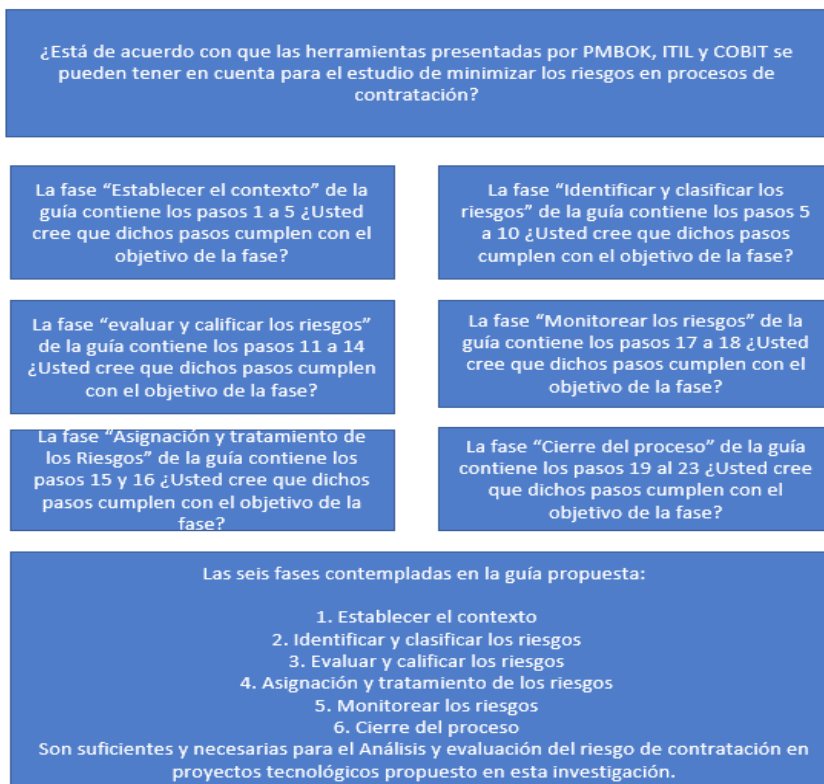 ¿Está de acuerdo con que las herramientas presentadas por PMBOK, ITIL y COBIT se
pueden tener en cuenta para el estudio de minimizar los riesgos en procesos de
contratación?
La fase “Establecer el contexto” de la
guía contiene los pasos 1 a 5 ¿Usted
cree que dichos pasos cumplen con el
objetivo de la fase?
La fase “Identificar y clasificar los
riesgos” de la guía contiene los pasos 5
a 10 ¿Usted cree que dichos pasos
cumplen con el objetivo de la fase?
La fase “evaluar y calificar los riesgos”
de la guía contiene los pasos 11 a 14
¿Usted cree que dichos pasos cumplen
con el objetivo de la fase?
La fase “Monitorear los riesgos” de la
guía contiene los pasos 17 a 18 ¿Usted
cree que dichos pasos cumplen con el
objetivo de la fase?
La fase “Asignación y tratamiento de
los Riesgos” de la guía contiene los
pasos 15 y 16 ¿Usted cree que dichos
pasos cumplen con el objetivo de la
fase?
La fase “Cierre del proceso” de la guía
contiene los pasos 19 al 23 ¿Usted cree
que dichos pasos cumplen con el
objetivo de la fase?
Las seis fases contempladas en la guía propuesta:
1. Establecer el contexto
2. Identificar y clasificar los riesgos
3. Evaluar y calificar los riesgos
4. Asignación y tratamiento de los riesgos
5. Monitorear los riesgos
6. Cierre del proceso
Son suficientes y necesarias para el Análisis y evaluación del riesgo de contratación en
proyectos tecnológicos propuesto en esta investigación.